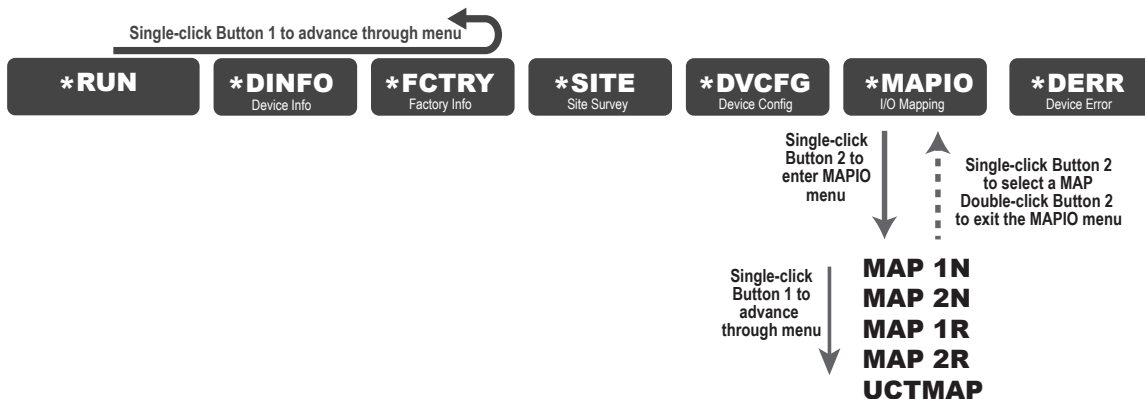 Single-click Button 1 to advance through menu
*RUN
*DINFO
Device Info
*FCTRY
Factory Info
*SITE
Site Survey
*DVCFG
Device Config
*MAPIO
I/O Mapping
*DERR
Device Error
Single-click
Button 2 to
enter MAPIO
menu
Single-click Button 2
to select a MAP
Double-click Button 2
to exit the MAPIO menu
Single-click
Button 1 to
advance
through menu
MAP 1N
MAP 2N
MAP 1R
MAP 2R
UCTMAP